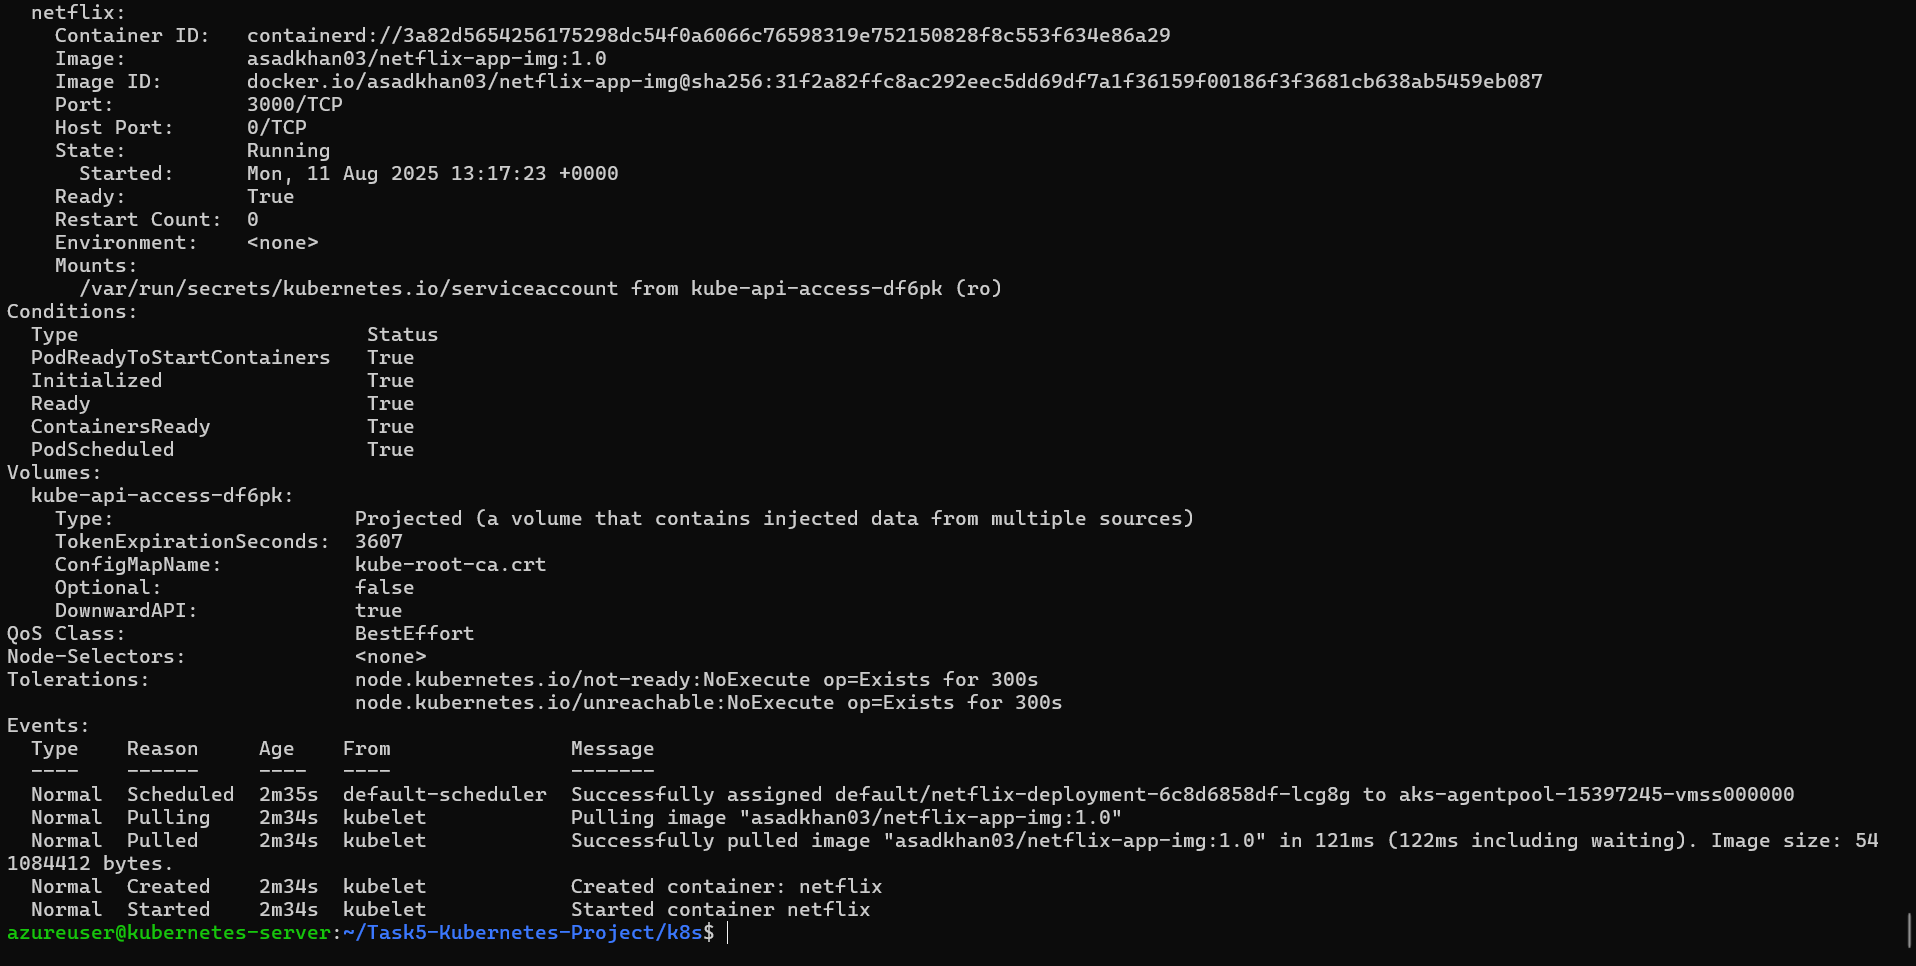 netflix:
Container ID:   containerd://3a82d5654256175298dc54f0a6066c76598319e752150828f8c553f634e86a29
Image:          asadkhan03/netflix-app-img:1.0
Image ID:       docker.io/asadkhan03/netflix-app-img@sha256:31f2a82ffc8ac292eec5dd69df7a1f36159f00186f3f3681cb638ab5459eb087
Port:           3000/TCP
Host Port:      0/TCP
State:          Running
Started:      Mon, 11 Aug 2025 13:17:23 +0000
Ready:          True
Restart Count:  0
Environment:    <none>
Mounts:
/var/run/secrets/kubernetes.io/serviceaccount from kube-api-access-df6pk (ro)
Conditions:
Type                        Status
PodReadyToStartContainers   True
Initialized                 True
Ready                       True
ContainersReady             True
PodScheduled                True
Volumes:
kube-api-access-df6pk:
Type:                    Projected (a volume that contains injected data from multiple sources)
TokenExpirationSeconds:  3607
ConfigMapName:           kube-root-ca.crt
Optional:                false
DownwardAPI:             true
QoS Class:                   BestEffort
Node-Selectors:              <none>
Tolerations:                 node.kubernetes.io/not-ready:NoExecute op=Exists for 300s
node.kubernetes.io/unreachable:NoExecute op=Exists for 300s
Events:
Type    Reason     Age   From               Message
----    ------     ----  ----               -------
Normal  Scheduled  2m35s  default-scheduler  Successfully assigned default/netflix-deployment-6c8d6858df-lcg8g to aks-agentpool-15397245-vmss000000
Normal  Pulling    2m34s  kubelet            Pulling image "asadkhan03/netflix-app-img:1.0"
Normal  Pulled     2m34s  kubelet            Successfully pulled image "asadkhan03/netflix-app-img:1.0" in 121ms (122ms including waiting). Image size: 54
1084412 bytes.
Normal  Created    2m34s  kubelet            Created container: netflix
Normal  Started    2m34s  kubelet            Started container netflix
azureuser@kubernetes-server:~/Task5-Kubernetes-Project/k8s$